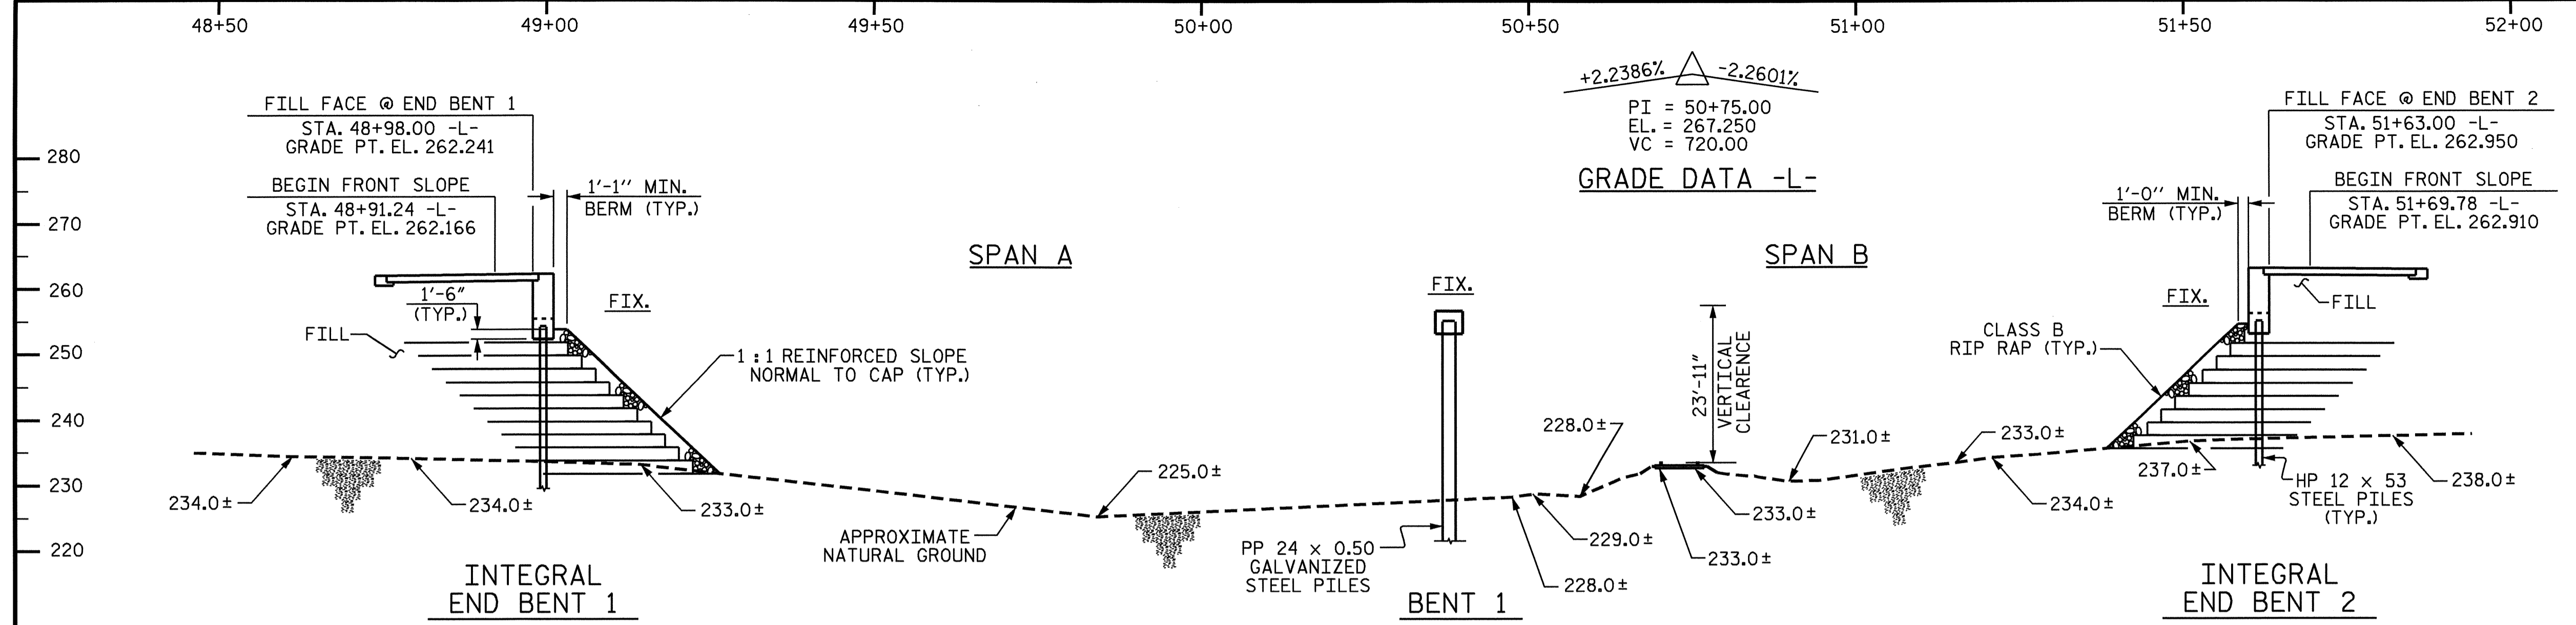 48+50
49+00
49+50
50+00
50+50
51+00
51+50
52+00
+2.2386%
-2.2601%
PI = 50+75.00
EL. = 267.250
VC = 720.00
GRADE DATA -L-
FILL FACE @ END BENT 1
STA. 48+98.00 -L-
GRADE PT. EL. 262.241
BEGIN FRONT SLOPE
STA. 48+91.24 -L-
GRADE PT. EL. 262.166
1'-1" MIN.
BERM (TYP.)
FILL FACE @ END BENT 2
STA. 51+63.00 -L-
GRADE PT. EL. 262.950
BEGIN FRONT SLOPE
STA. 51+69.78 -L-
GRADE PT. EL. 262.910
1'-0" MIN.
BERM (TYP.)
280
270
260
250
240
230
220
SPAN A
SPAN B
1'-6"
(TYP.)
FIX.
FIX.
FIX.
FILL
FILL
1 : 1 REINFORCED SLOPE
NORMAL TO CAP (TYP.)
23'-11"
VERTICAL
CLEARENCE
CLASS B
RIP RAP (TYP.)
234.0±
234.0±
233.0±
APPROXIMATE
NATURAL GROUND
225.0±
PP 24 x 0.50
GALVANIZED
STEEL PILES
228.0±
229.0±
228.0±
233.0±
233.0±
231.0±
233.0±
234.0±
237.0±
HP 12 x 53
STEEL PILES
(TYP.)
238.0±
INTEGRAL
END BENT 1
BENT 1
INTEGRAL
END BENT 2